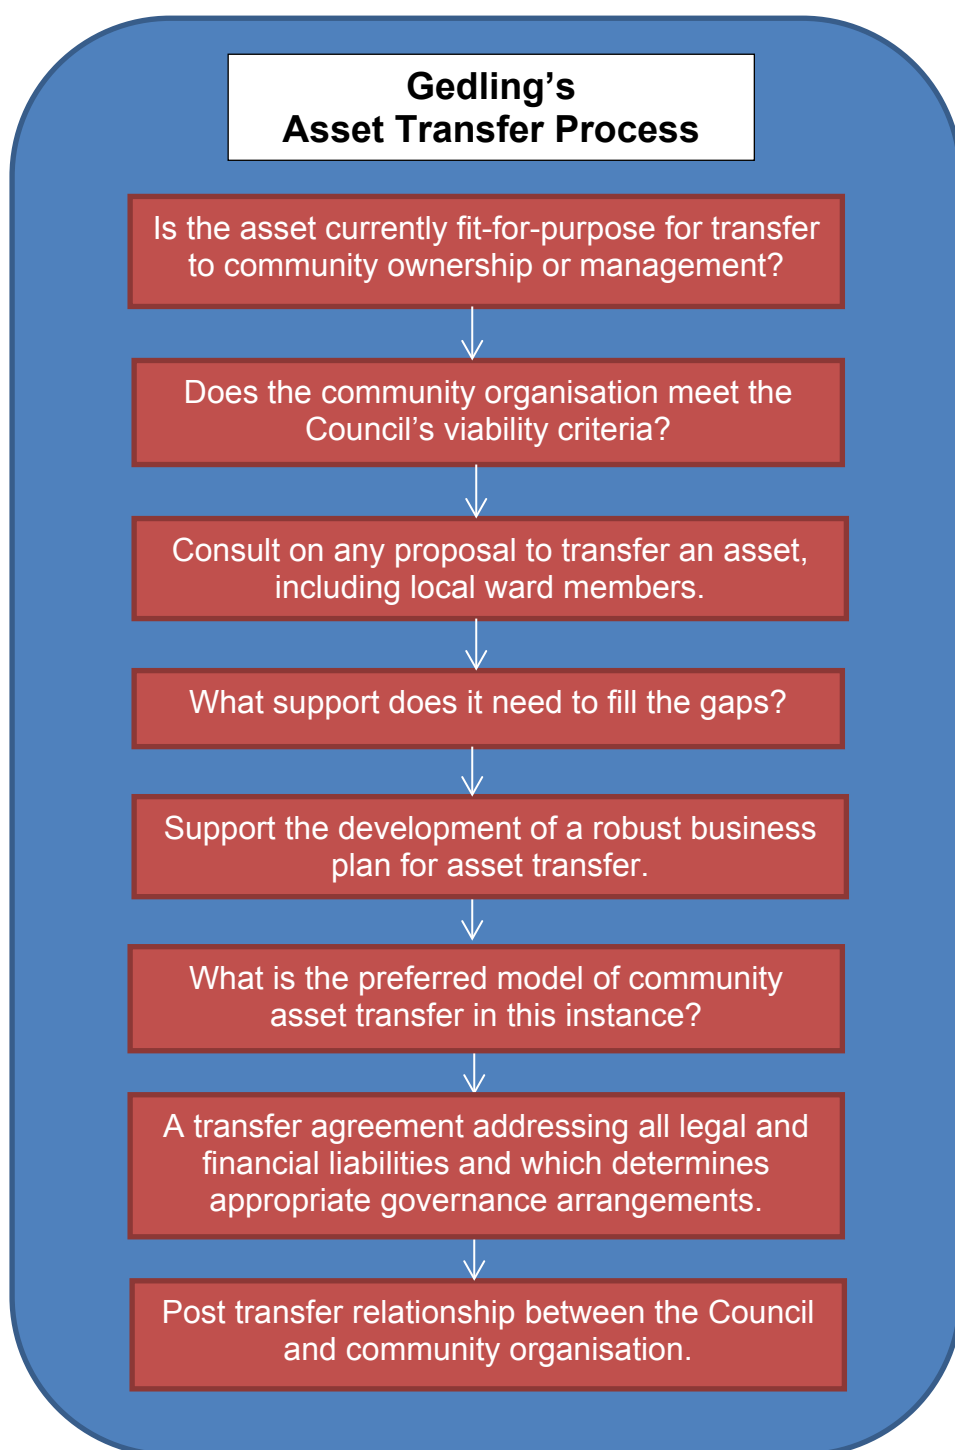 Gedling’s
Asset Transfer Process
Is the asset currently fit-for-purpose for transfer
to community ownership or management?
Does the community organisation meet the
Council’s viability criteria?
Consult on any proposal to transfer an asset,
including local ward members.
What support does it need to fill the gaps?
Support the development of a robust business
plan for asset transfer.
What is the preferred model of community
asset transfer in this instance?
A transfer agreement addressing all legal and
financial liabilities and which determines
appropriate governance arrangements.
Post transfer relationship between the Council
and community organisation.